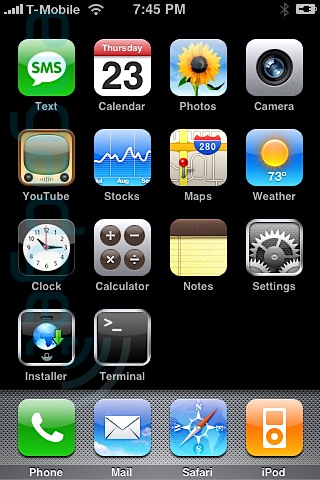 T-Mobile 7:45 PM
SMS Thursday 23
Text Calendar Photos Camera
Jul Aug Sep 280 73°
YouTube Stocks Maps Weather
Clock Calculator Notes Settings
>_
Installer Terminal
Phone Mail Safari iPod